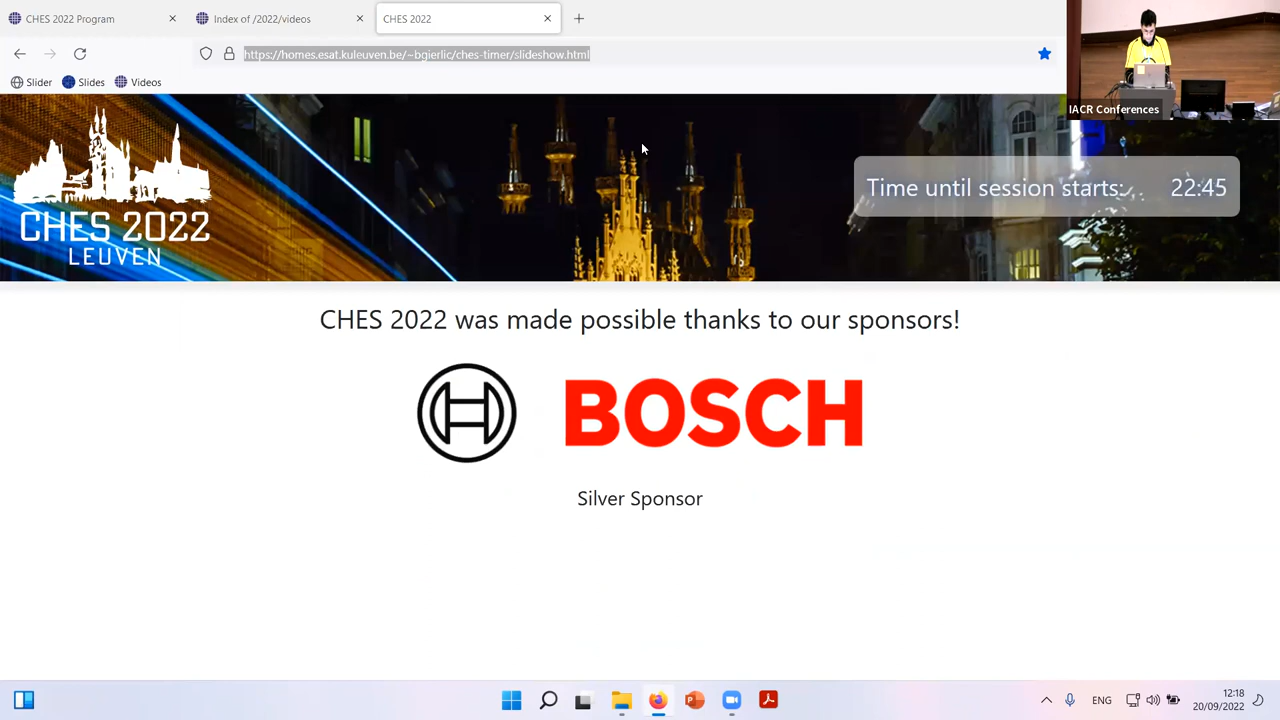 CHES 2022 Program
Index of /2022/videos
CHES 2022
https://homes.esat.kuleuven.be/~bgierlic/ches-timer/slideshow.html
Slider
Slides
Videos
IACR Conferences
CHES 2022
LEUVEN
Time until session starts:
22:45
CHES 2022 was made possible thanks to our sponsors!
BOSCH
Silver Sponsor
ENG
12:18
20/09/2022